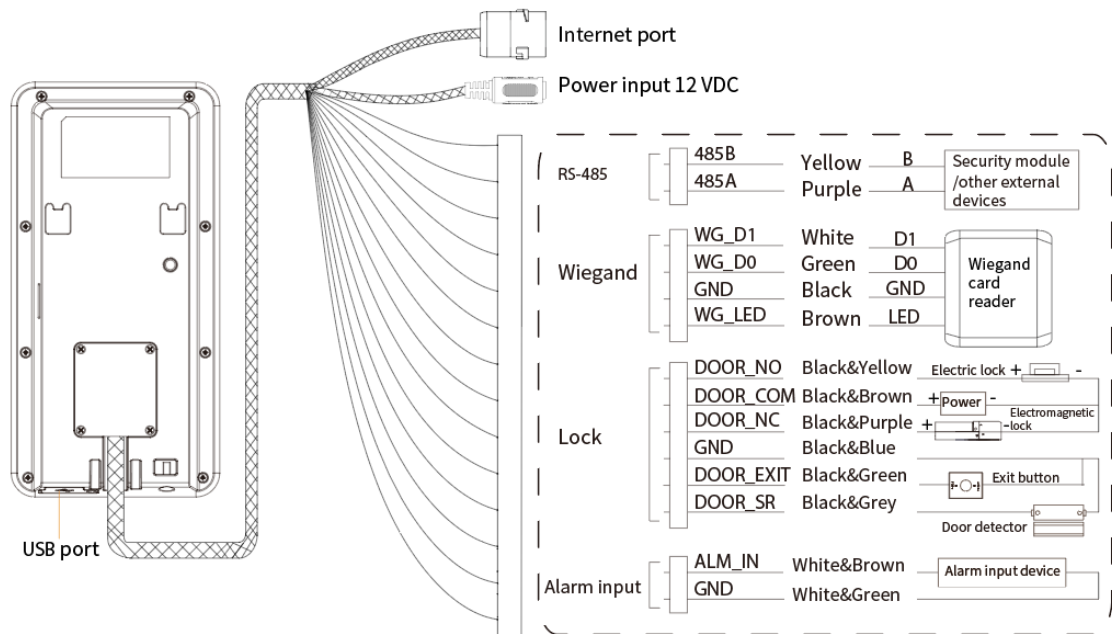 Internet port
Power input 12 VDC
RS-485
485B Yellow B
485A Purple A
Security module
/other external
devices
Wiegand
WG_D1 White D1
WG_D0 Green D0
GND Black GND
WG_LED Brown LED
Wiegand
card
reader
Lock
DOOR_NO Black&Yellow Electric lock + -
DOOR_COM Black&Brown + Power -
DOOR_NC Black&Purple + - Electromagnetic
lock
GND Black&Blue
DOOR_EXIT Black&Green Exit button
DOOR_SR Black&Grey
Door detector
USB port
Alarm input
ALM_IN White&Brown Alarm input device
GND White&Green